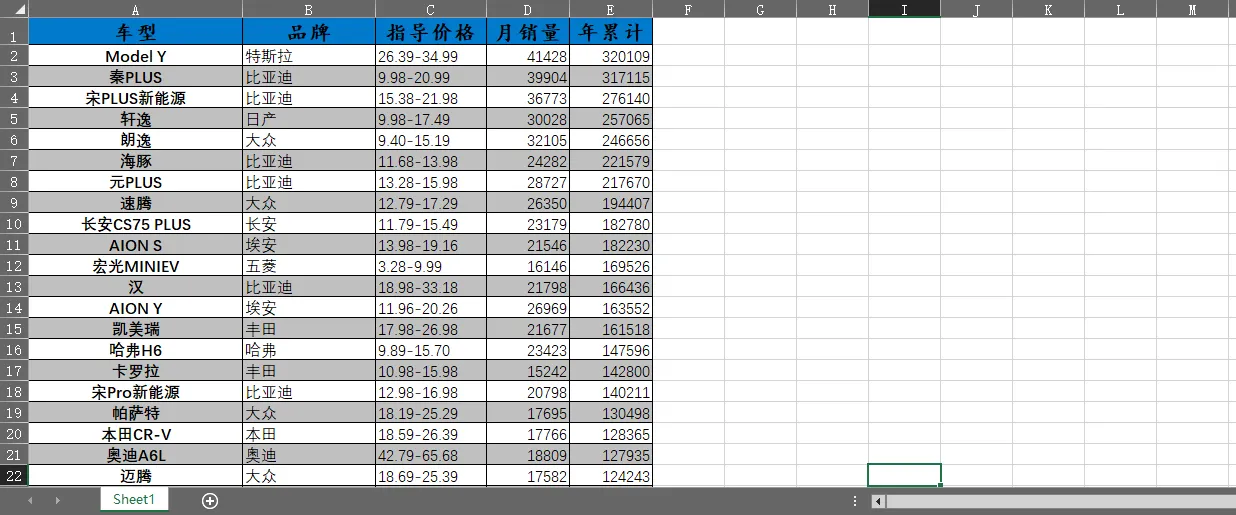 A B C D E F G H I J K L M
1 车型 品牌 指导价格 月销量 年累计
2 Model Y 特斯拉 26.39-34.99 41428 320109
3 秦PLUS 比亚迪 9.98-20.99 39904 317115
4 宋PLUS新能源 比亚迪 15.38-21.98 36773 276140
5 轩逸 日产 9.98-17.49 30028 257065
6 朗逸 大众 9.40-15.19 32105 246656
7 海豚 比亚迪 11.68-13.98 24282 221579
8 元PLUS 比亚迪 13.28-15.98 28727 217670
9 速腾 大众 12.79-17.29 26350 194407
10 长安CS75 PLUS 长安 11.79-15.49 23179 182780
11 AION S 埃安 13.98-19.16 21546 182230
12 宏光MINIEV 五菱 3.28-9.99 16146 169526
13 汉 比亚迪 18.98-33.18 21798 166436
14 AION Y 埃安 11.96-20.26 26969 163552
15 凯美瑞 丰田 17.98-26.98 21677 161518
16 哈弗H6 哈弗 9.89-15.70 23423 147596
17 卡罗拉 丰田 10.98-15.98 15242 142800
18 宋Pro新能源 比亚迪 12.98-16.98 20798 140211
19 帕萨特 大众 18.19-25.29 17695 130498
20 本田CR-V 本田 18.59-26.39 17766 128365
21 奥迪A6L 奥迪 42.79-65.68 18809 127935
22 迈腾 大众 18.69-25.39 17582 124243
Sheet1